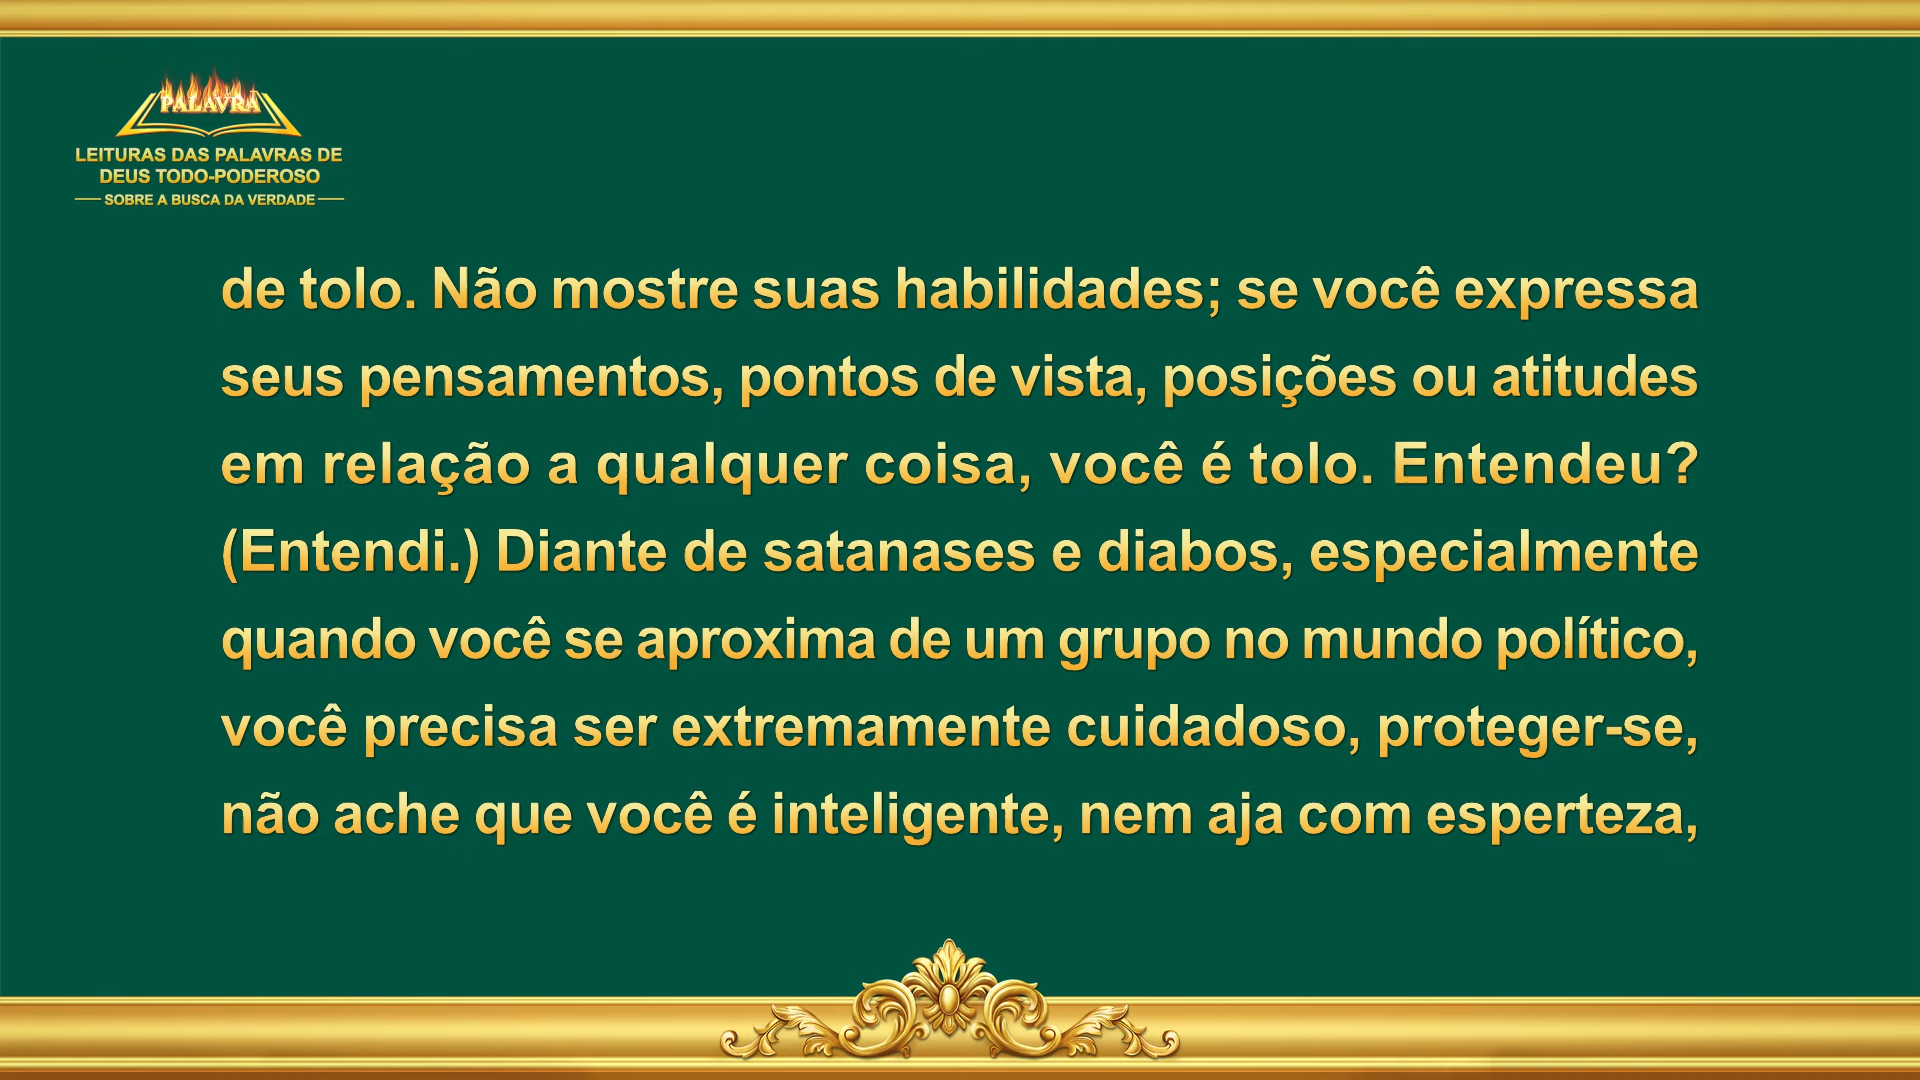 PALAVRA
LEITURAS DAS PALAVRAS DE
DEUS TODO-PODEROSO
SOBRE A BUSCA DA VERDADE
de tolo. Não mostre suas habilidades; se você expressa
seus pensamentos, pontos de vista, posições ou atitudes
em relação a qualquer coisa, você é tolo. Entendeu?
(Entendi.) Diante de satanases e diabos, especialmente
quando você se aproxima de um grupo no mundo político,
você precisa ser extremamente cuidadoso, proteger-se,
não ache que você é inteligente, nem aja com esperteza,